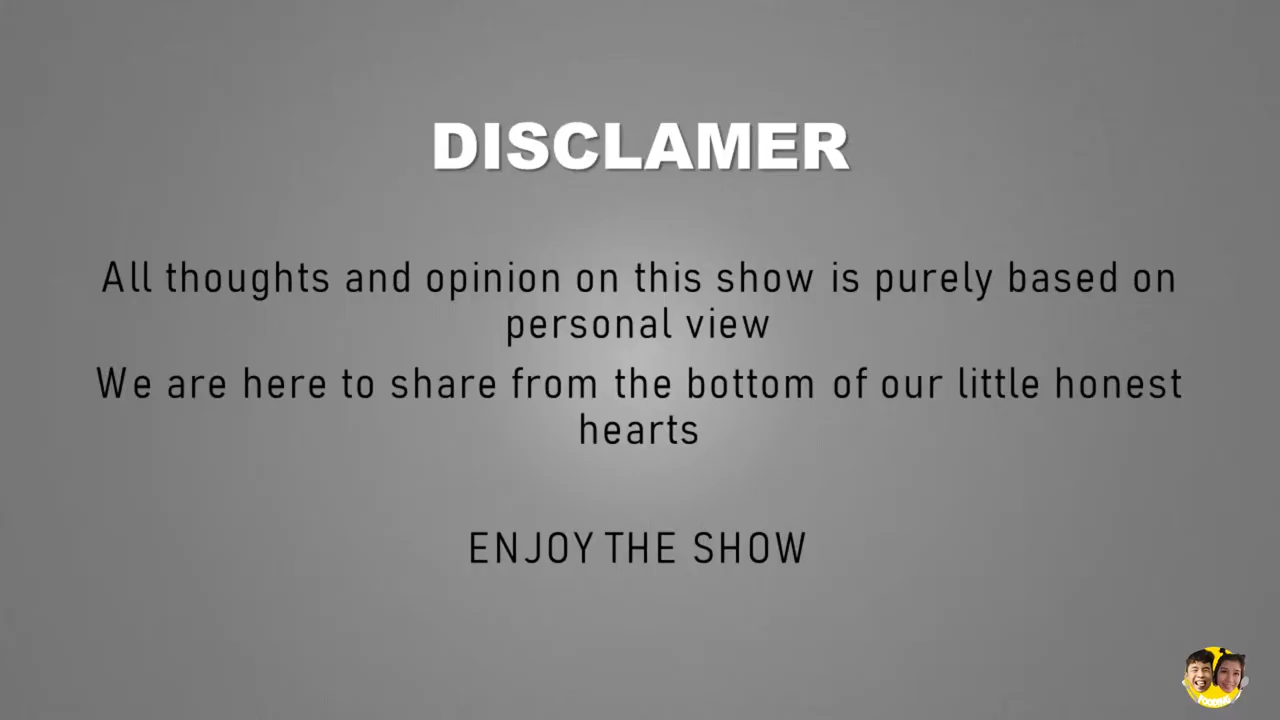 DISCLAMER
All thoughts and opinion on this show is purely based on
personal view
We are here to share from the bottom of our little honest
hearts
ENJOY THE SHOW
FOODING